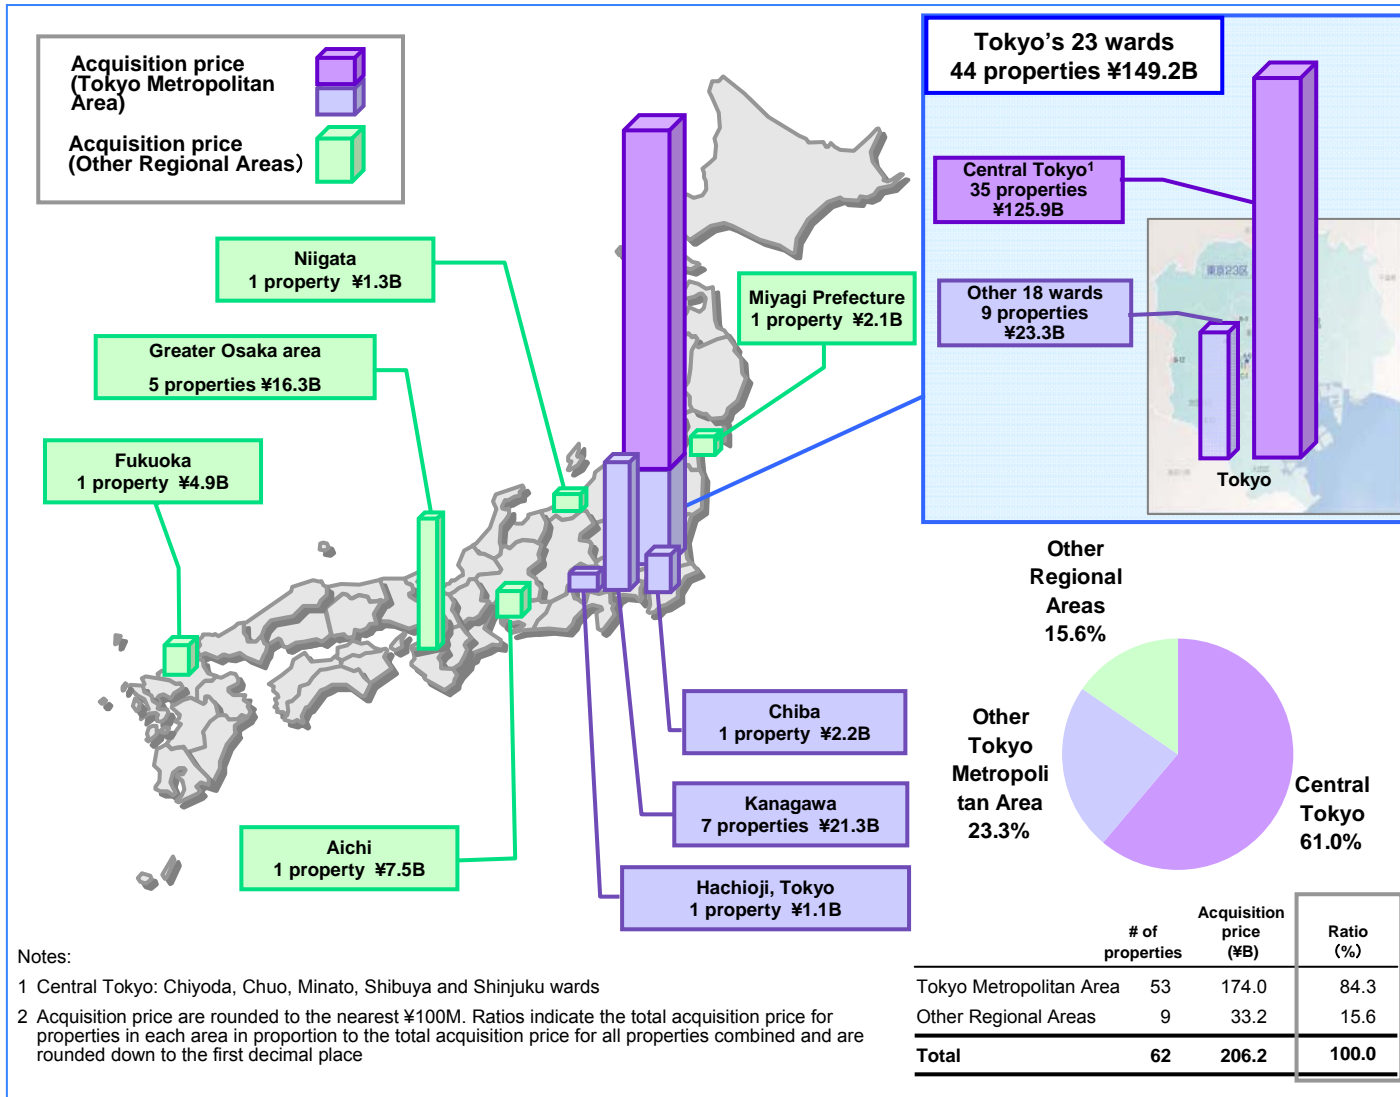 Acquisition price
(Tokyo Metropolitan
Area)
Acquisition price
(Other Regional Areas）
Tokyo’s 23 wards
44 properties ¥149.2B
Central Tokyo1
35 properties
¥125.9B
東京23区
Other 18 wards
9 properties
¥23.3B
Tokyo
Niigata
1 property ¥1.3B
Miyagi Prefecture
1 property ¥2.1B
Greater Osaka area
5 properties ¥16.3B
Fukuoka
1 property ¥4.9B
Chiba
1 property ¥2.2B
Kanagawa
7 properties ¥21.3B
Aichi
1 property ¥7.5B
Hachioji, Tokyo
1 property ¥1.1B
Other
Regional
Areas
15.6%
Other
Tokyo
Metropoli
tan Area
23.3%
Central
Tokyo
61.0%
# of properties Acquisition price (¥B) Ratio （%）
Tokyo Metropolitan Area 53 174.0 84.3
Other Regional Areas 9 33.2 15.6
Total 62 206.2 100.0
Notes:
1 Central Tokyo: Chiyoda, Chuo, Minato, Shibuya and Shinjuku wards
2 Acquisition price are rounded to the nearest ¥100M. Ratios indicate the total acquisition price for
properties in each area in proportion to the total acquisition price for all properties combined and are
rounded down to the first decimal place